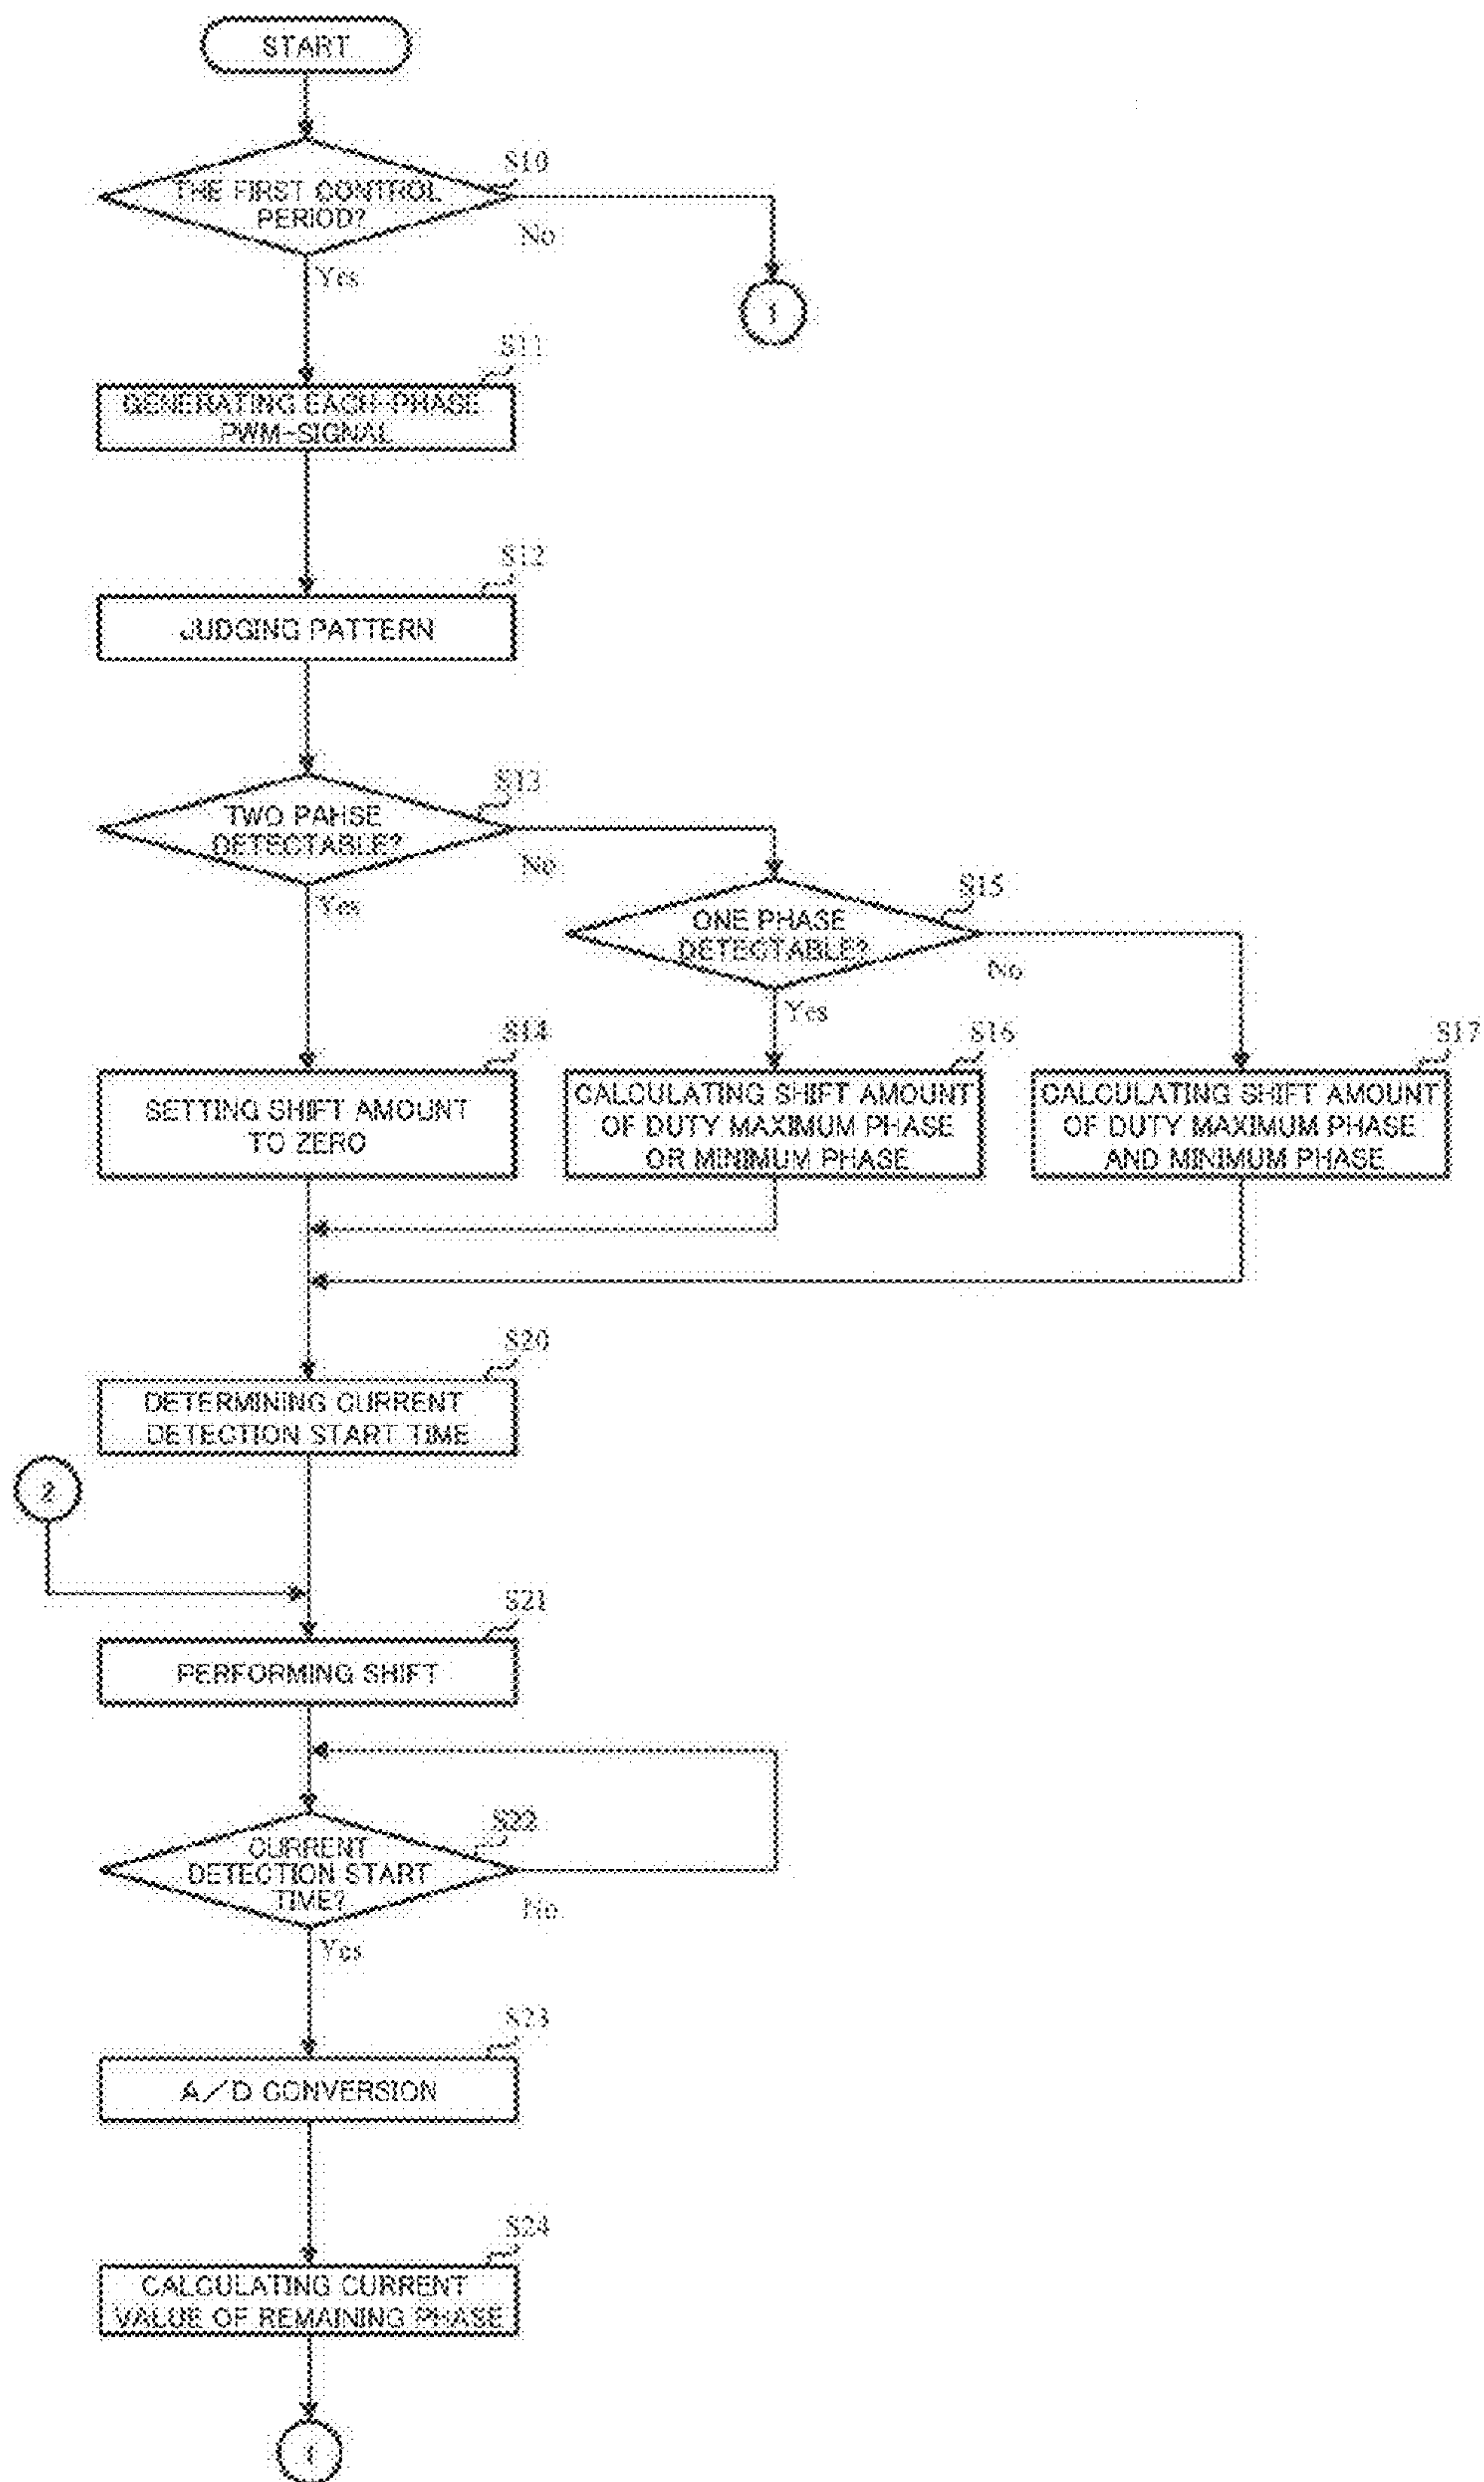 START
S10
THE FIRST CONTROL
PERIOD?
No
Yes
1
S11
GENERATING EACH-PHASE
PWM-SIGNAL
S12
JUDGING PATTERN
S13
TWO PAHSE
DETECTABLE?
No
Yes
S15
ONE PHASE
DETECTABLE?
No
Yes
S14
SETTING SHIFT AMOUNT
TO ZERO
S16
CALCULATING SHIFT AMOUNT
OF DUTY MAXIMUM PHASE
OR MINIMUM PHASE
S17
CALCULATING SHIFT AMOUNT
OF DUTY MAXIMUM PHASE
AND MINIMUM PHASE
S20
DETERMINING CURRENT
DETECTION START TIME
2
S21
PERFORMING SHIFT
S22
CURRENT
DETECTION START
TIME?
No
Yes
S23
A/D CONVERSION
S24
CALCULATING CURRENT
VALUE OF REMAINING PHASE
1